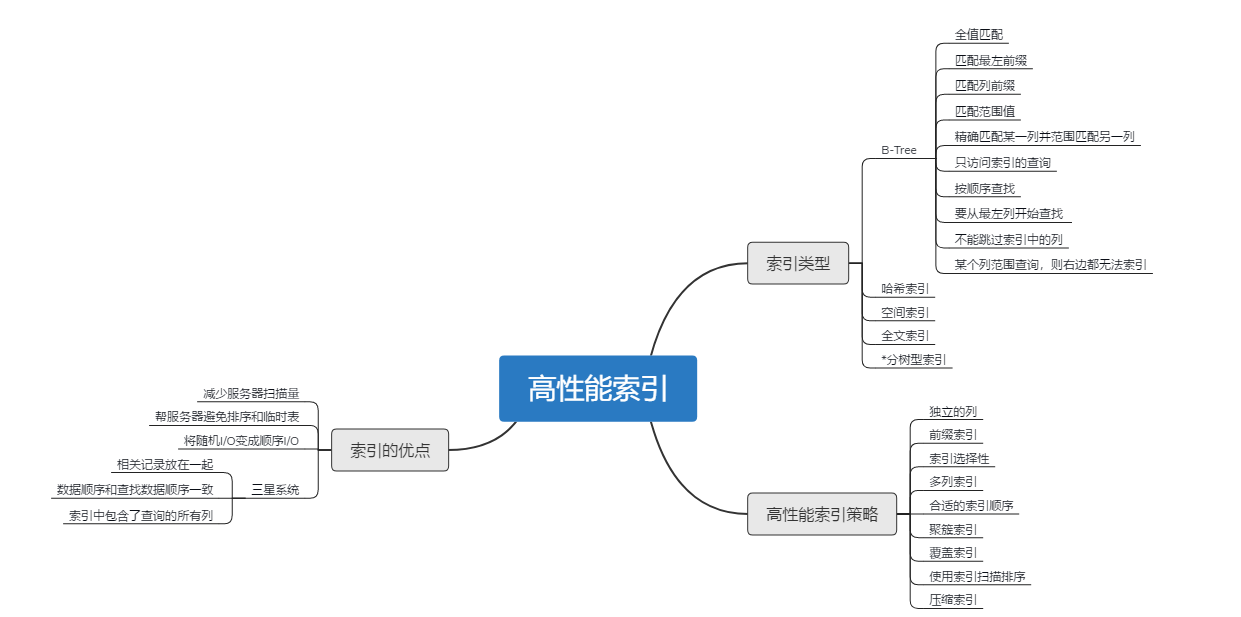 高性能索引
索引类型
B-Tree
全值匹配
匹配最左前缀
匹配列前缀
匹配范围值
精确匹配某一列并范围匹配另一列
只访问索引的查询
按顺序查找
要从最左列开始查找
不能跳过索引中的列
某个列范围查询，则右边都无法索引
哈希索引
空间索引
全文索引
*分树型索引
高性能索引策略
独立的列
前缀索引
索引选择性
多列索引
合适的索引顺序
聚簇索引
覆盖索引
使用索引扫描排序
压缩索引
索引的优点
减少服务器扫描量
帮服务器避免排序和临时表
将随机I/O变成顺序I/O
三星系统
相关记录放在一起
数据顺序和查找数据顺序一致
索引中包含了查询的所有列